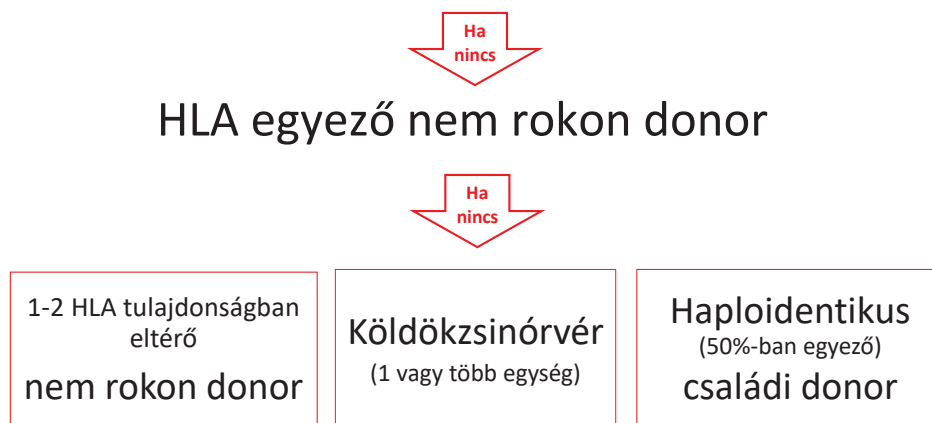 Ha
nincs
HLA egyező nem rokon donor
Ha
nincs
1-2 HLA tulajdonságban
eltérő
nem rokon donor
Köldökzsinórvér
(1 vagy több egység)
Haploidentikus
(50%-ban egyező)
családi donor